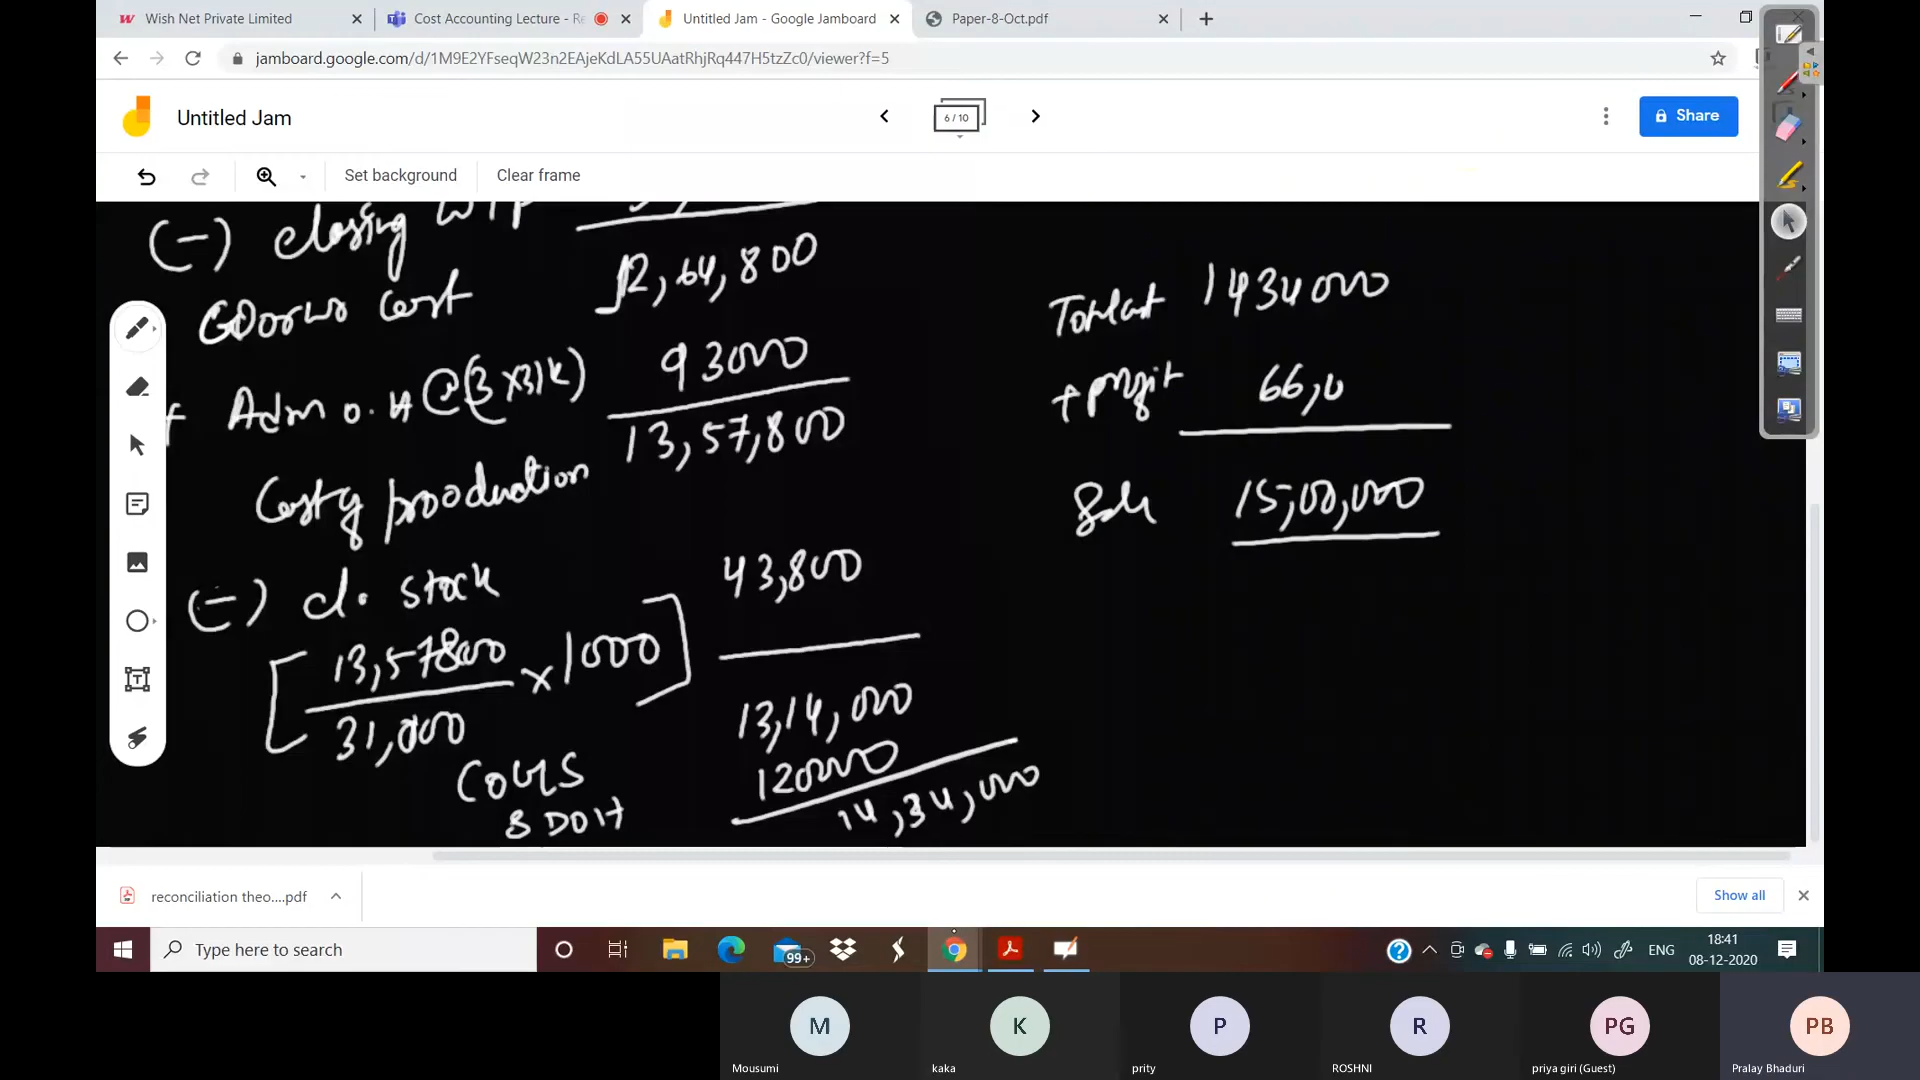 Wish Net Private Limited
Cost Accounting Lecture - Re
Untitled Jam - Google Jamboard
Paper-8-Oct.pdf
jamboard.google.com/d/1M9E2YFseqW23n2EAjeKdLA55UAatRhjRq447H5tzZc0/viewer?f=5
Untitled Jam
6 / 10
Share
Set background
Clear frame
(-) closing WIP
12,64,800
cost
+ Adm O.H @(3 x31k) 93000
Cost of production 13,57,800
(-) cl. stock 43,800
[13,57800 x 1000]
31,000
13,14,000
COGS
120000
S DOH
14,34,000
1434000
+ profit 66,0
Sale 15,00,000
reconciliation theo....pdf
Show all
Type here to search
99+
ENG
18:41
08-12-2020
M
K
P
R
PG
PB
Mousumi
kaka
prity
ROSHNI
priya giri (Guest)
Pralay Bhaduri